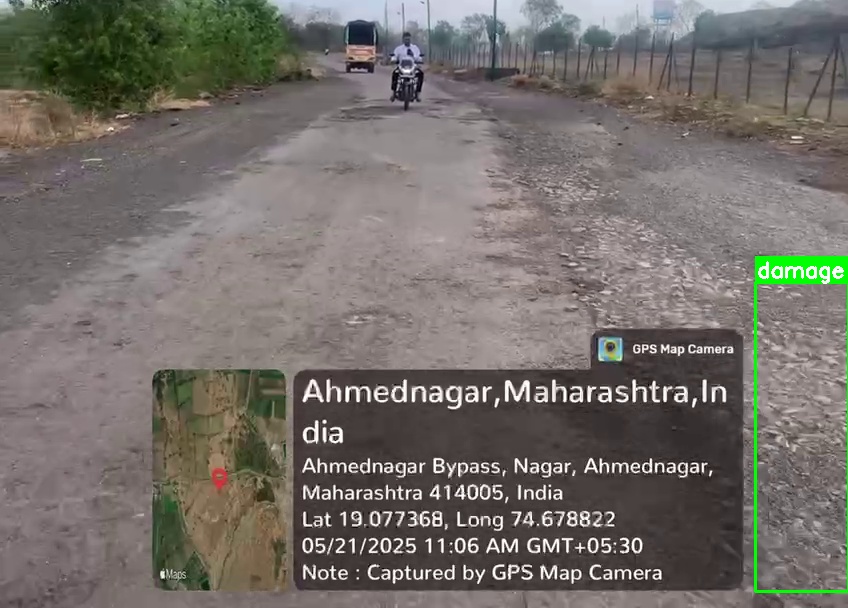 damage
GPS Map Camera
Ahmednagar,Maharashtra,In
dia
Ahmednagar Bypass, Nagar, Ahmednagar,
Maharashtra 414005, India
Lat 19.077368, Long 74.678822
05/21/2025 11:06 AM GMT+05:30
Note : Captured by GPS Map Camera
Maps